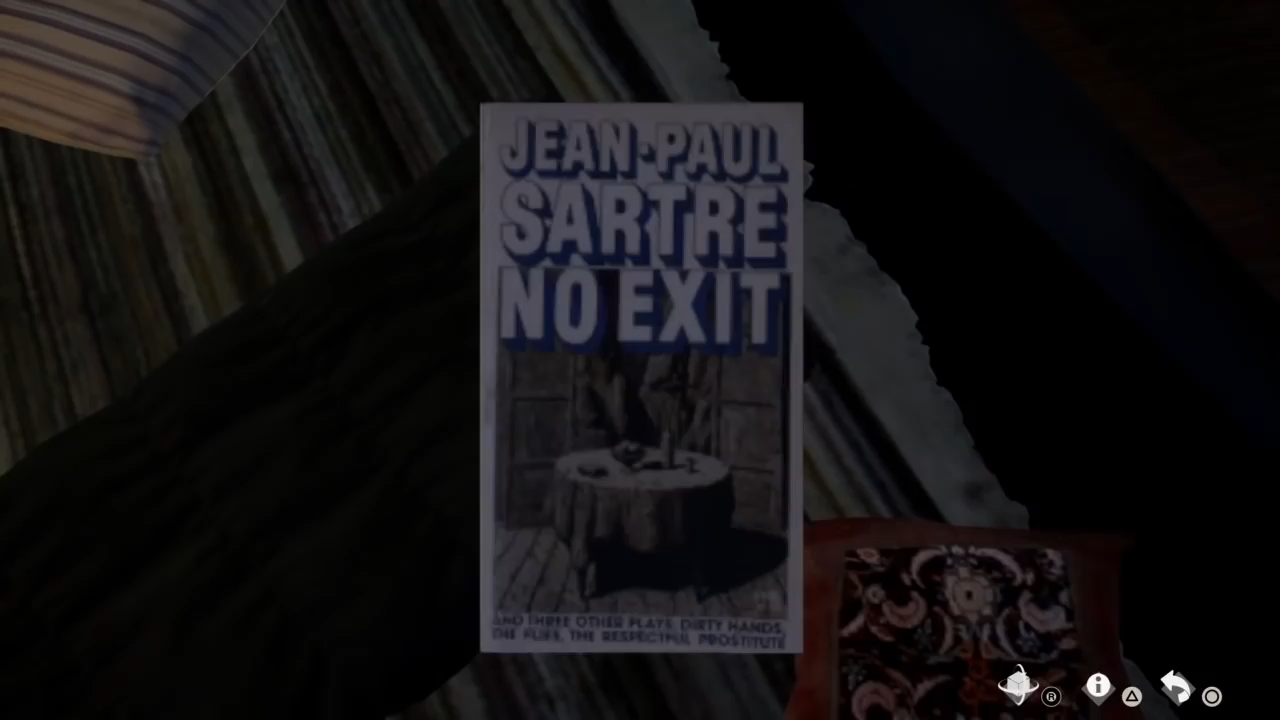 JEAN-PAUL
SARTRE
NO EXIT
AND THREE OTHER PLAYS: DIRTY HANDS,
THE FLIES, THE RESPECTFUL PROSTITUTE
R